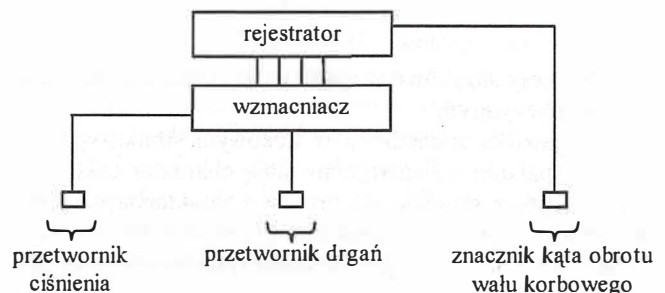 rejestrator
wzmacniacz
przetwornik
ciśnienia
przetwornik drgań
znacznik kąta obrotu
wału korbowego